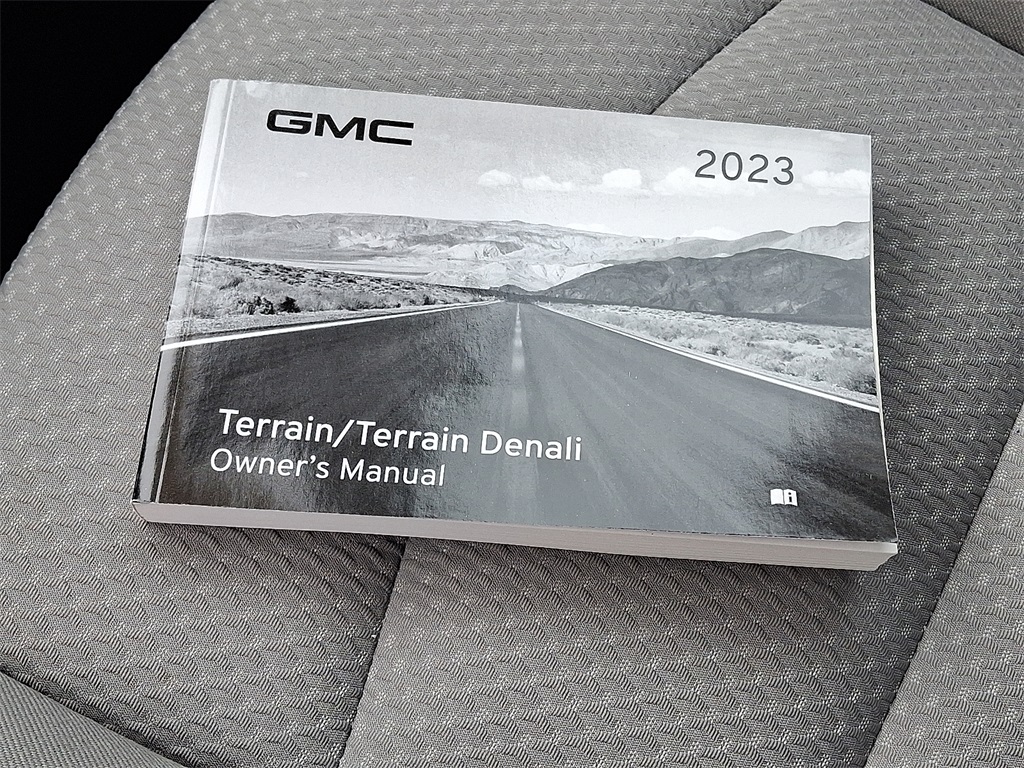 GMC
2023
Terrain/Terrain Denali
Owner's Manual